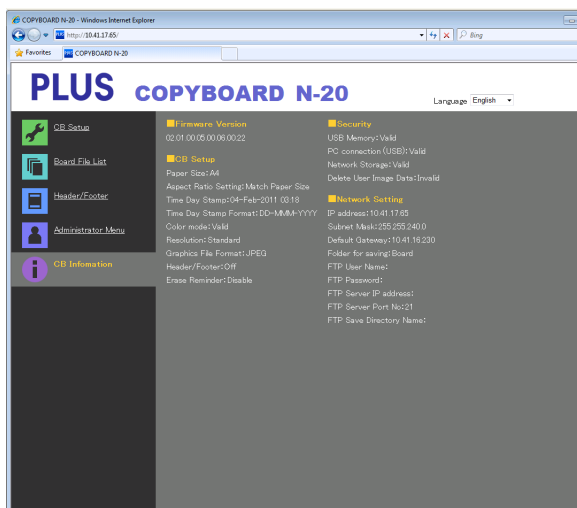 COPYBOARD N-20 - Windows Internet Explorer
http://10.41.17.65/
Bing
Favorites
COPYBOARD N-20
PLUS COPYBOARD N-20
Language English
CB Setup
Board File List
Header/Footer
Administrator Menu
CB Infomation
■Firmware Version
02.01.00.05.00.06.00.22
■CB Setup
Paper Size:A4
Aspect Ratio Setting:Match Paper Size
Time Day Stamp:04-Feb-2011 03:18
Time Day Stamp Format:DD-MMM-YYYY
Color mode:Valid
Resolution:Standard
Graphics File Format:JPEG
Header/Footer:Off
Erase Reminder:Disable
■Security
USB Memory:Valid
PC connection (USB):Valid
Network Storage:Valid
Delete User Image Data:Invalid
■Network Setting
IP address:10.41.17.65
Subnet Mask:255.255.240.0
Default Gateway:10.41.16.230
Folder for saving:Board
FTP User Name:
FTP Password:
FTP Server IP address:
FTP Server Port No:21
FTP Save Directory Name: